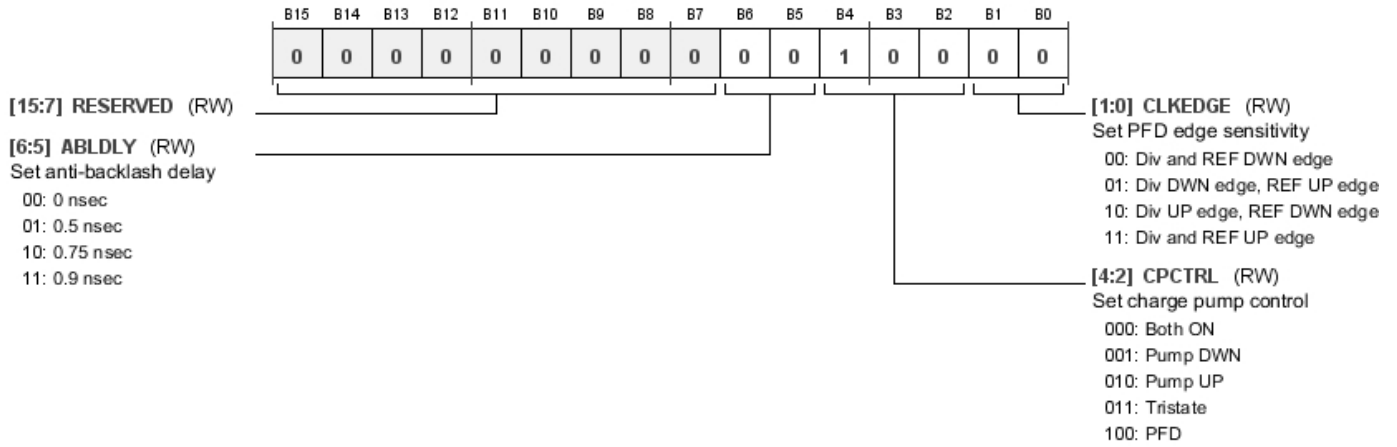 B15 B14 B13 B12 B11 B10 B9 B8 B7 B6 B5 B4 B3 B2 B1 B0
0 0 0 0 0 0 0 0 0 0 0 1 0 0 0 0
[15:7] RESERVED (RW)
[6:5] ABLDLY (RW)
Set anti-backlash delay
00: 0 nsec
01: 0.5 nsec
10: 0.75 nsec
11: 0.9 nsec
[1:0] CLKEDGE (RW)
Set PFD edge sensitivity
00: Div and REF DWN edge
01: Div DWN edge, REF UP edge
10: Div UP edge, REF DWN edge
11: Div and REF UP edge
[4:2] CPCTRL (RW)
Set charge pump control
000: Both ON
001: Pump DWN
010: Pump UP
011: Tristate
100: PFD